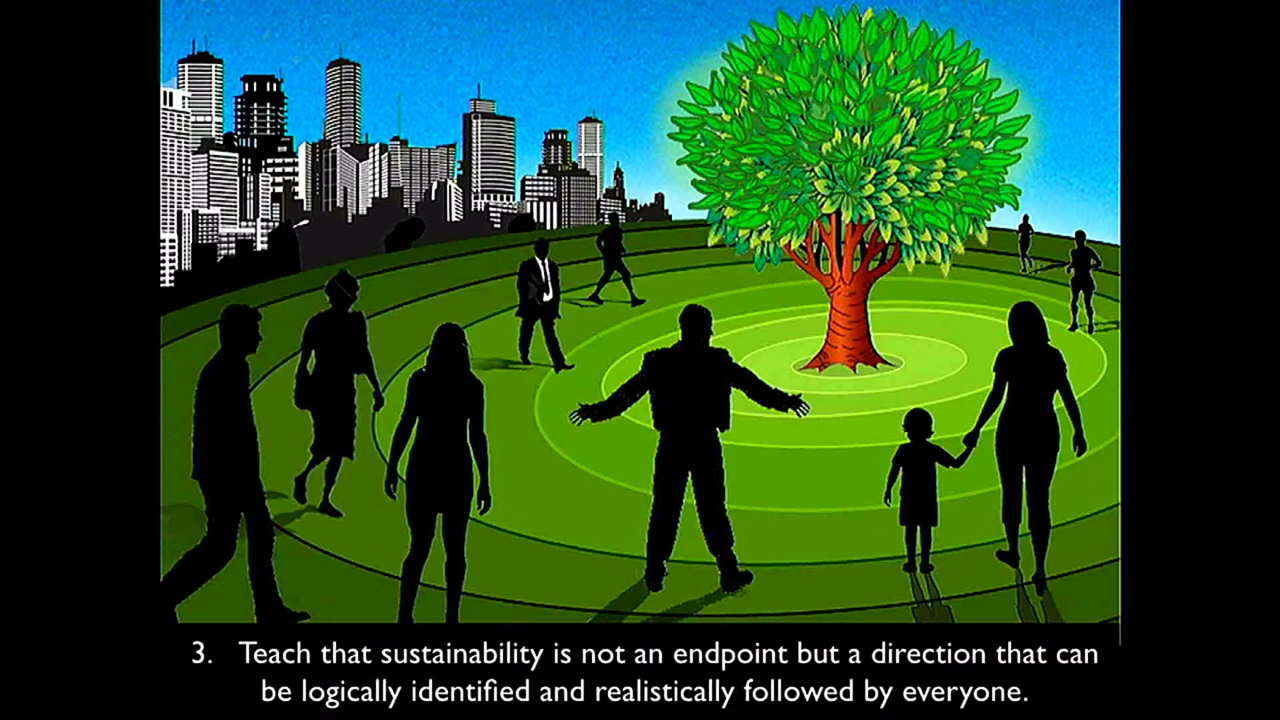 3. Teach that sustainability is not an endpoint but a direction that can
be logically identified and realistically followed by everyone.